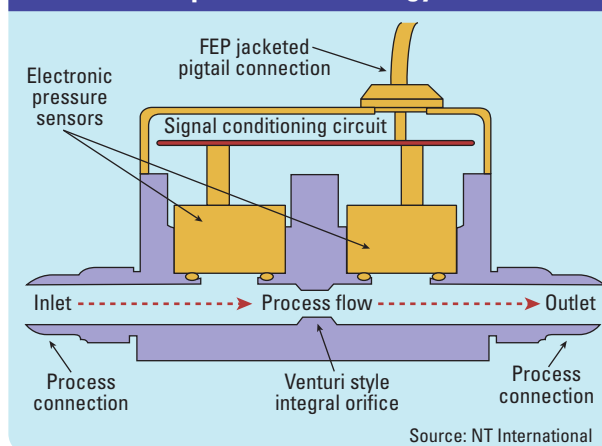 FEP jacketed
pigtail connection
Electronic
pressure
sensors
Signal conditioning circuit
Inlet
Process flow
Outlet
Process
connection
Venturi style
integral orifice
Process
connection
Source: NT International